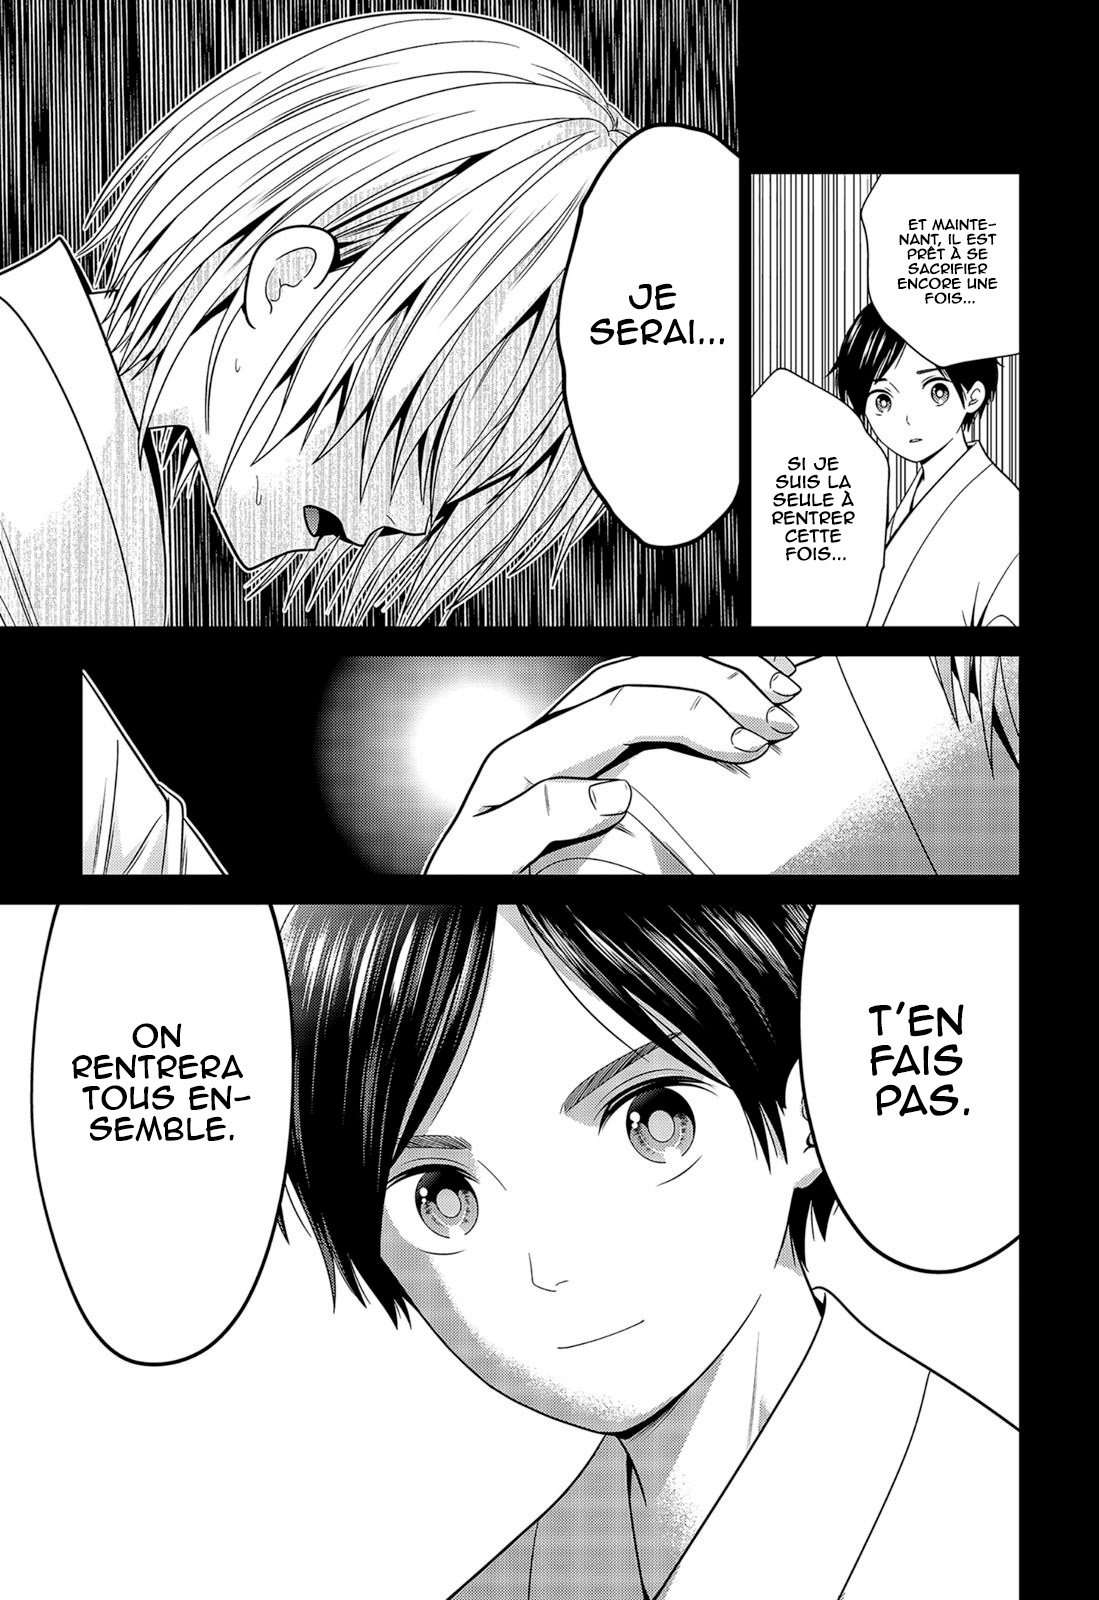 ET MAINTE-
NANT, IL EST
PRÊT À SE
SACRIFIER
ENCORE UNE
FOIS...
SI JE
SUIS LA
SEULE À
RENTRER
CETTE
FOIS...
JE
SERAI...
T'EN
FAIS
PAS.
ON
RENTRERA
TOUS EN-
SEMBLE.